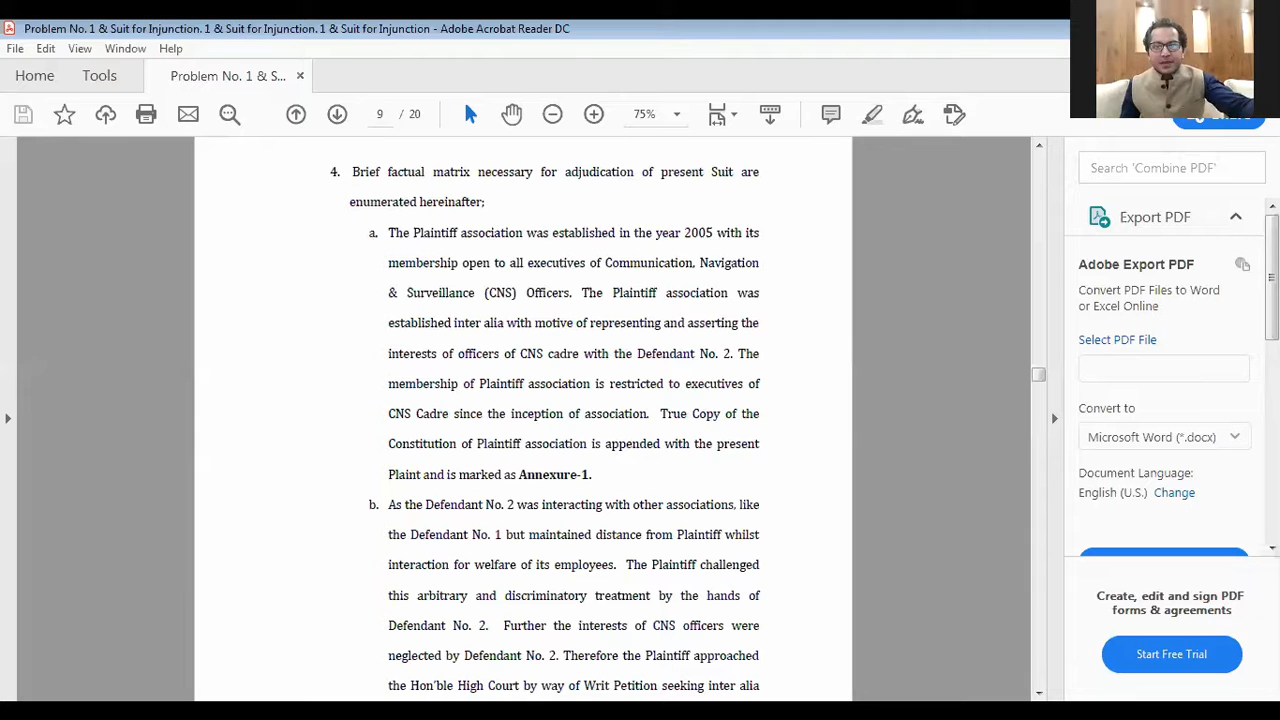 Problem No. 1 & Suit for Injunction. 1 & Suit for Injunction. 1 & Suit for Injunction - Adobe Acrobat Reader DC
File Edit View Window Help
Home Tools Problem No. 1 & S... ×
9 / 20 75%
4. Brief factual matrix necessary for adjudication of present Suit are
enumerated hereinafter;
a. The Plaintiff association was established in the year 2005 with its
membership open to all executives of Communication, Navigation
& Surveillance (CNS) Officers. The Plaintiff association was
established inter alia with motive of representing and asserting the
interests of officers of CNS cadre with the Defendant No. 2. The
membership of Plaintiff association is restricted to executives of
CNS Cadre since the inception of association. True Copy of the
Constitution of Plaintiff association is appended with the present
Plaint and is marked as Annexure-1.
b. As the Defendant No. 2 was interacting with other associations, like
the Defendant No. 1 but maintained distance from Plaintiff whilst
interaction for welfare of its employees. The Plaintiff challenged
this arbitrary and discriminatory treatment by the hands of
Defendant No. 2. Further the interests of CNS officers were
neglected by Defendant No. 2. Therefore the Plaintiff approached
the Hon'ble High Court by way of Writ Petition seeking inter alia
Search 'Combine PDF'
Export PDF
Adobe Export PDF
Convert PDF Files to Word
or Excel Online
Select PDF File
Convert to
Microsoft Word (*.docx)
Document Language:
English (U.S.) Change
Create, edit and sign PDF
forms & agreements
Start Free Trial